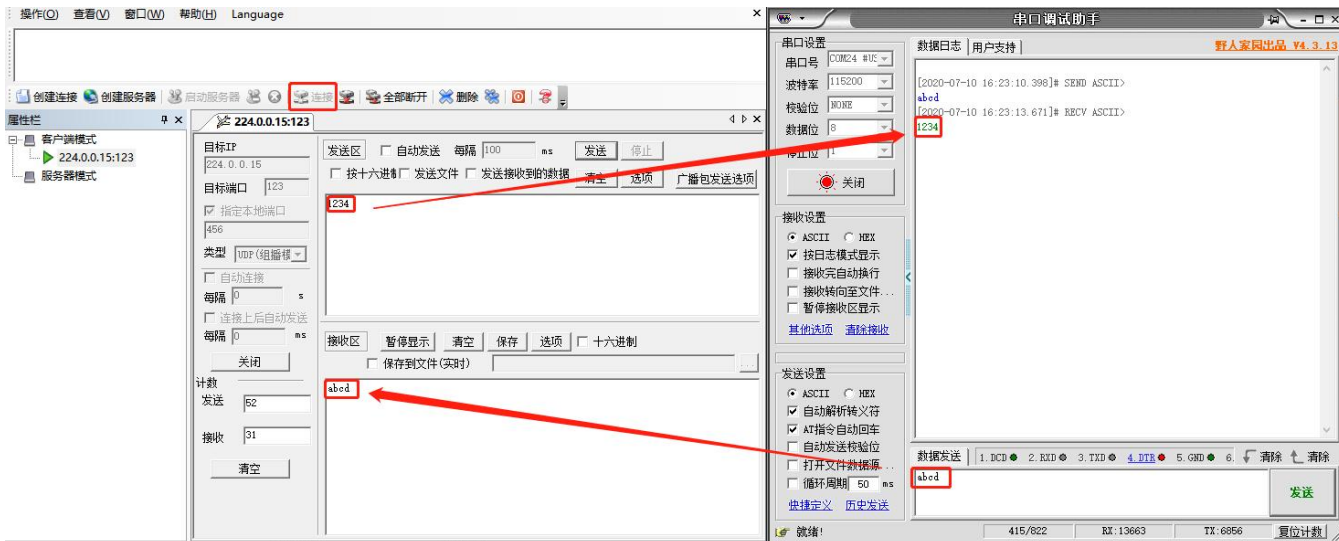 操作(O) 查看(V) 窗口(W) 帮助(H) Language
创建连接 创建服务器 启动服务器 连接 全部断开 删除
属性栏
客户端模式
224.0.0.15:123
服务器模式
224.0.0.15:123
目标IP
224.0.0.15
目标端口 123
指定本地端口
456
类型 UDP(组播模
自动连接
每隔 0 s
连接上后自动发送
每隔 0 ms
关闭
计数
发送 52
接收 31
清空
发送区 自动发送 每隔 100 ms 发送 停止
按十六进制 发送文件 发送接收到的数据 清空 选项 广播包发送选项
1234
接收区 暂停显示 清空 保存 选项 十六进制
保存到文件(实时) ...
abcd
串口调试助手
串口设置
串口号 COM24 #US
波特率 115200
校验位 NONE
数据位 8
停止位 1
关闭
接收设置
ASCII HEX
按日志模式显示
接收完自动换行
接收转向至文件...
暂停接收区显示
其他选项 清除接收
发送设置
ASCII HEX
自动解析转义符
AT指令自动回车
自动发送校验位
打开文件数据源...
循环周期 50 ms
快捷定义 历史发送
数据日志 用户支持 野人家园出品 V4.3.13
[2020-07-10 16:23:10.398]# SEND ASCII>
abcd
[2020-07-10 16:23:13.671]# RECV ASCII>
1234
数据发送 1.DCD 2.RXD 3.TXD 4.DTR 5.GND 6. 清除 清除
abcd
发送
就绪! 415/822 RX:13663 TX:6856 复位计数